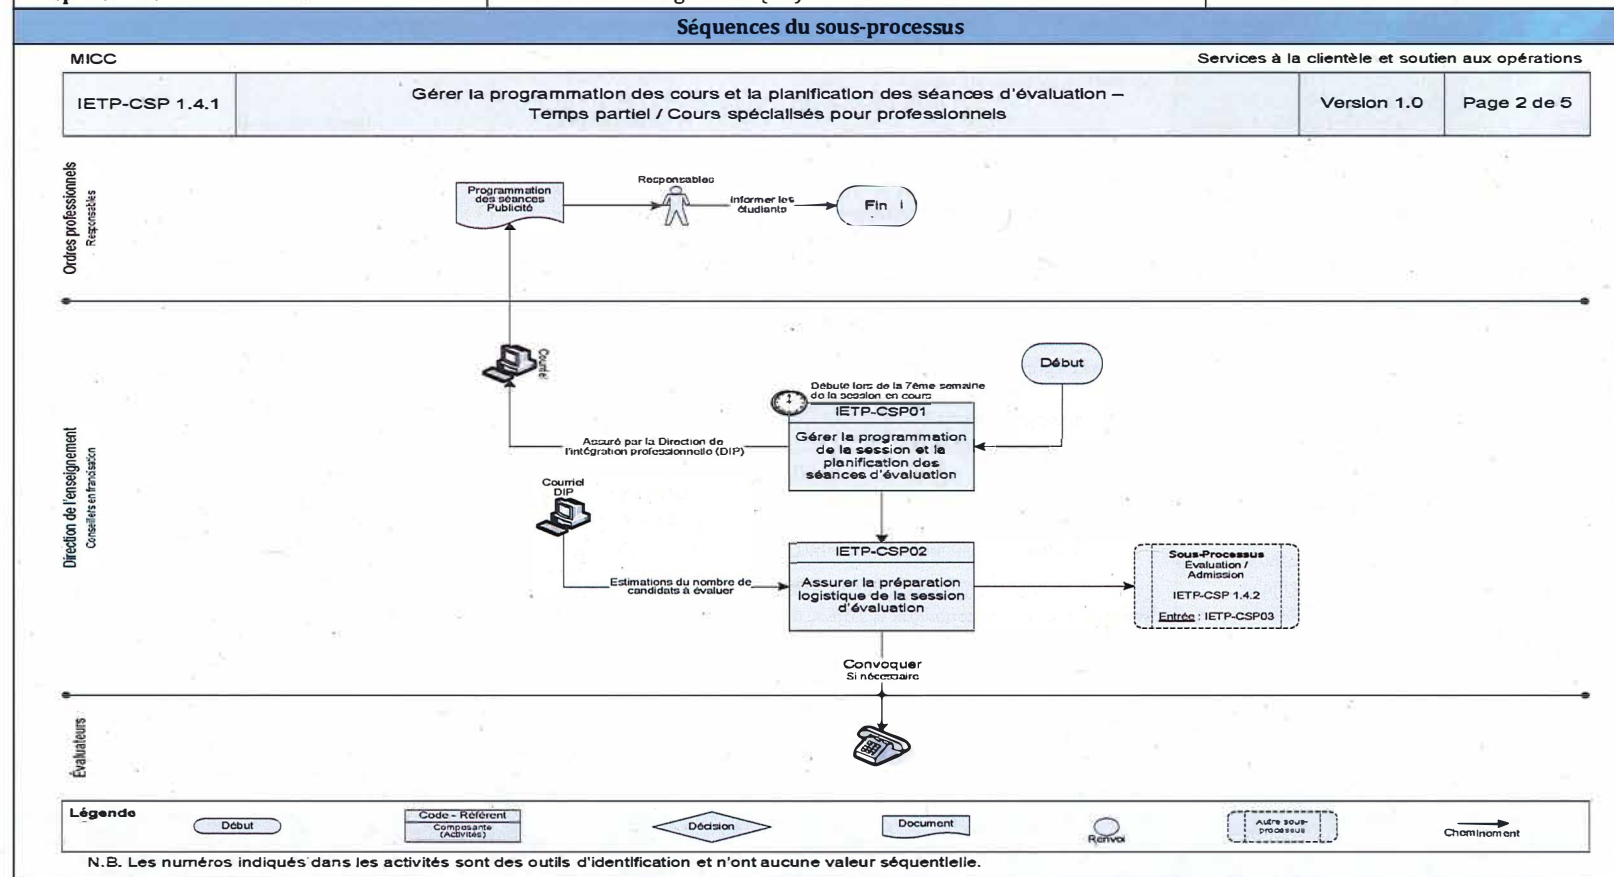 Séquences du sous-processus
MICC
Services à la clientèle et soutien aux opérations
IETP-CSP 1.4.1
Gérer la programmation des cours et la planification des séances d'évaluation –
Temps partiel / Cours spécialisés pour professionnels
Version 1.0
Page 2 de 5
Ordres professionnels
Responsables
Programmation
des séances
Publicité
Responsables
Informer les
étudiants
Fin
Direction de l'enseignement
Conseillers en francisation
Courriel
Début
Débute lors de la 7ème semaine
de la session en cours
IETP-CSP01
Gérer la programmation
de la session et la
planification des
séances d'évaluation
Assuré par la Direction de
l'intégration professionnelle (DIP)
Courriel
DIP
IETP-CSP02
Assurer la préparation
logistique de la session
d'évaluation
Estimations du nombre de
candidats à évaluer
Sous-Processus
Évaluation /
Admission
IETP-CSP 1.4.2
Entrée : IETP-CSP03
Convoquer
Si nécessaire
Évaluateurs
Légende
Début
Code - Référent
Composante
(Activités)
Décision
Document
Renvoi
Autre sous-
processus
Cheminement
N.B. Les numéros indiqués dans les activités sont des outils d'identification et n'ont aucune valeur séquentielle.